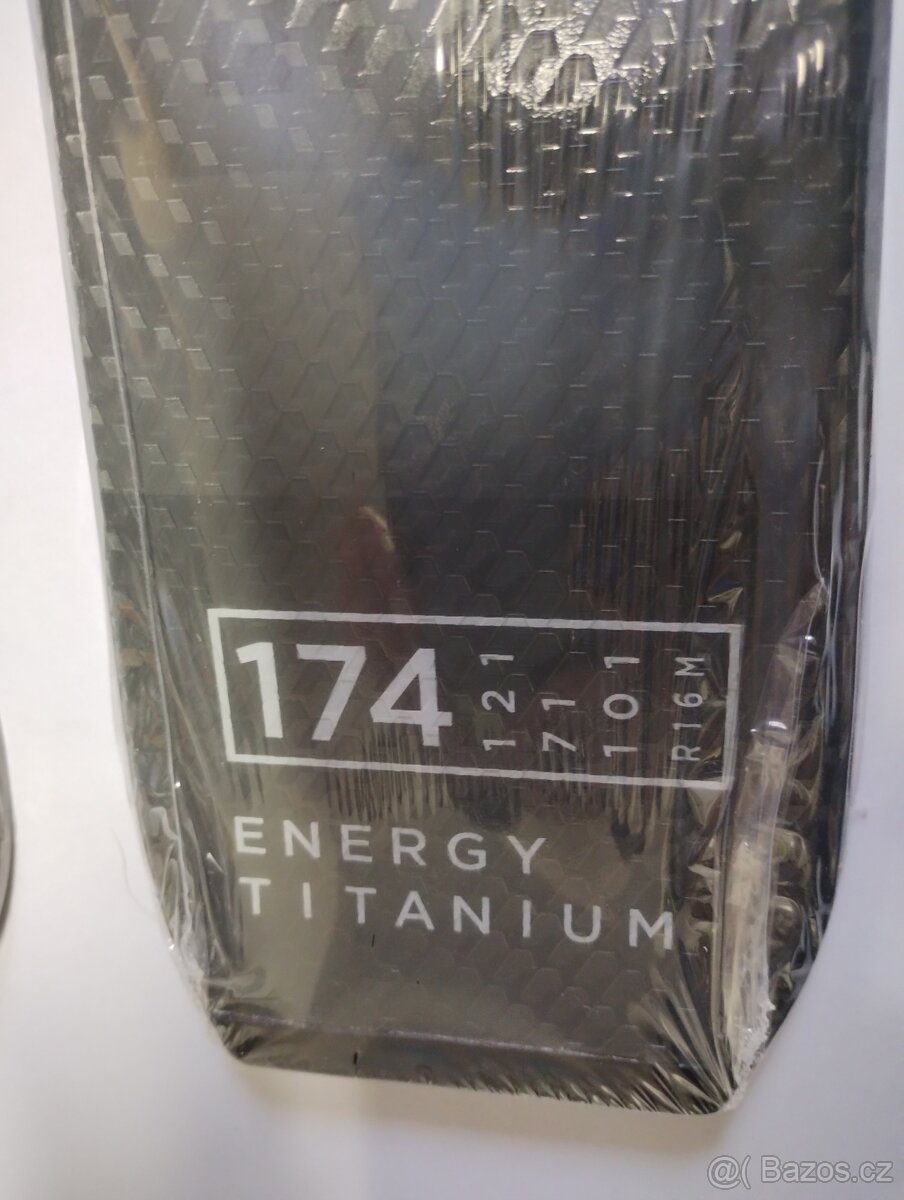 174 121 71 101 R16M
ENERGY
TITANIUM
@( Bazos.cz